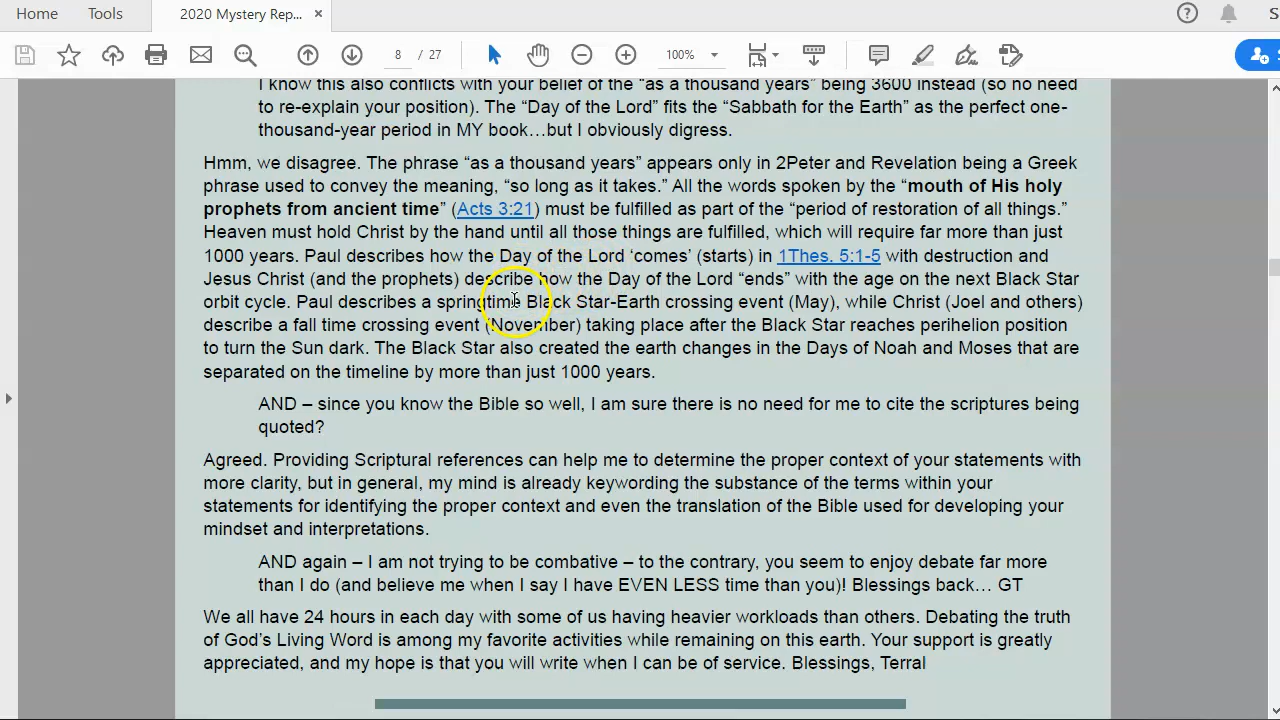 Home Tools 2020 Mystery Rep... ×
8 / 27 100%
I know this also conflicts with your belief of the “as a thousand years” being 3600 instead (so no need
to re-explain your position). The “Day of the Lord” fits the “Sabbath for the Earth” as the perfect one-
thousand-year period in MY book…but I obviously digress.
Hmm, we disagree. The phrase “as a thousand years” appears only in 2Peter and Revelation being a Greek
phrase used to convey the meaning, “so long as it takes.” All the words spoken by the “mouth of His holy
prophets from ancient time” (Acts 3:21) must be fulfilled as part of the “period of restoration of all things.”
Heaven must hold Christ by the hand until all those things are fulfilled, which will require far more than just
1000 years. Paul describes how the Day of the Lord ‘comes’ (starts) in 1Thes. 5:1-5 with destruction and
Jesus Christ (and the prophets) describe how the Day of the Lord “ends” with the age on the next Black Star
orbit cycle. Paul describes a springtime Black Star-Earth crossing event (May), while Christ (Joel and others)
describe a fall time crossing event (November) taking place after the Black Star reaches perihelion position
to turn the Sun dark. The Black Star also created the earth changes in the Days of Noah and Moses that are
separated on the timeline by more than just 1000 years.
AND – since you know the Bible so well, I am sure there is no need for me to cite the scriptures being
quoted?
Agreed. Providing Scriptural references can help me to determine the proper context of your statements with
more clarity, but in general, my mind is already keywording the substance of the terms within your
statements for identifying the proper context and even the translation of the Bible used for developing your
mindset and interpretations.
AND again – I am not trying to be combative – to the contrary, you seem to enjoy debate far more
than I do (and believe me when I say I have EVEN LESS time than you)! Blessings back… GT
We all have 24 hours in each day with some of us having heavier workloads than others. Debating the truth
of God’s Living Word is among my favorite activities while remaining on this earth. Your support is greatly
appreciated, and my hope is that you will write when I can be of service. Blessings, Terral